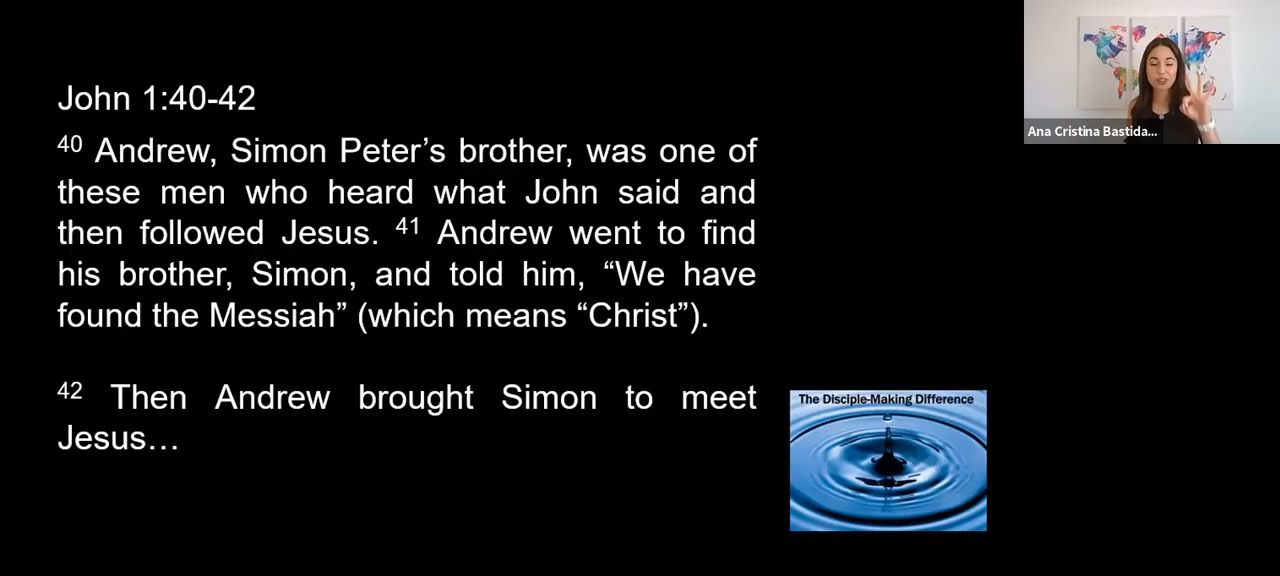 John 1:40-42
40 Andrew, Simon Peter’s brother, was one of
these men who heard what John said and
then followed Jesus. 41 Andrew went to find
his brother, Simon, and told him, “We have
found the Messiah” (which means “Christ”).
42 Then Andrew brought Simon to meet
Jesus…
The Disciple-Making Difference
Ana Cristina Bastida...